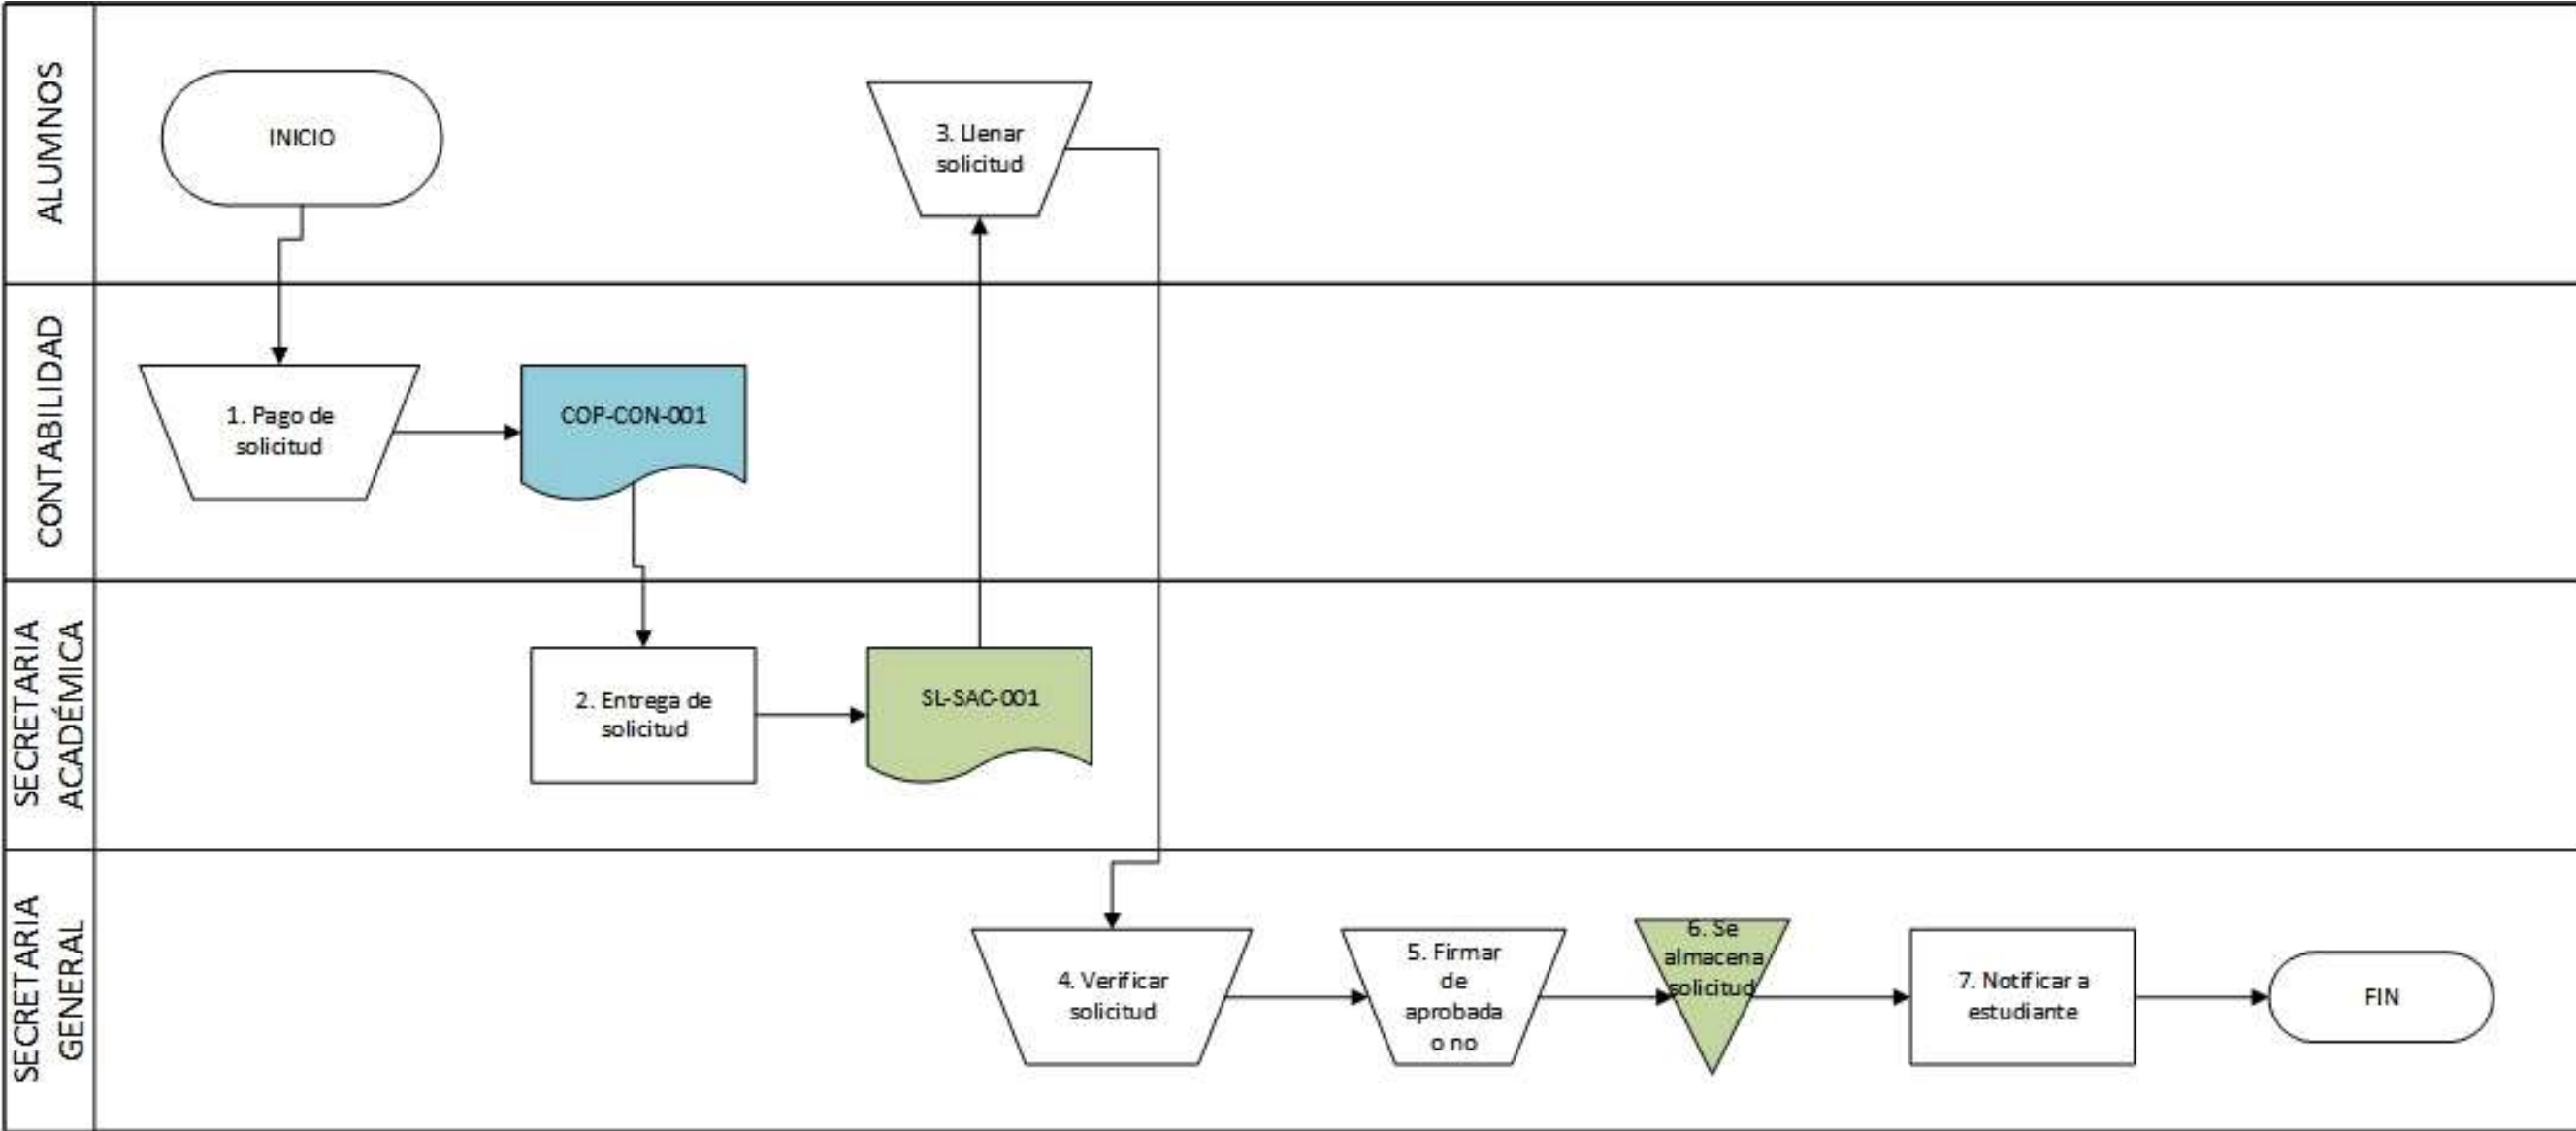 ALUMNOS
INICIO
3. Llenar
solicitud
CONTABILIDAD
1. Pago de
solicitud
COP-CON-001
SECRETARIA
ACADÉMICA
2. Entrega de
solicitud
SL-SAC-001
SECRETARIA
GENERAL
4. Verificar
solicitud
5. Firmar
de
aprobada
o no
6. Se
almacena
solicitud
7. Notificar a
estudiante
FIN